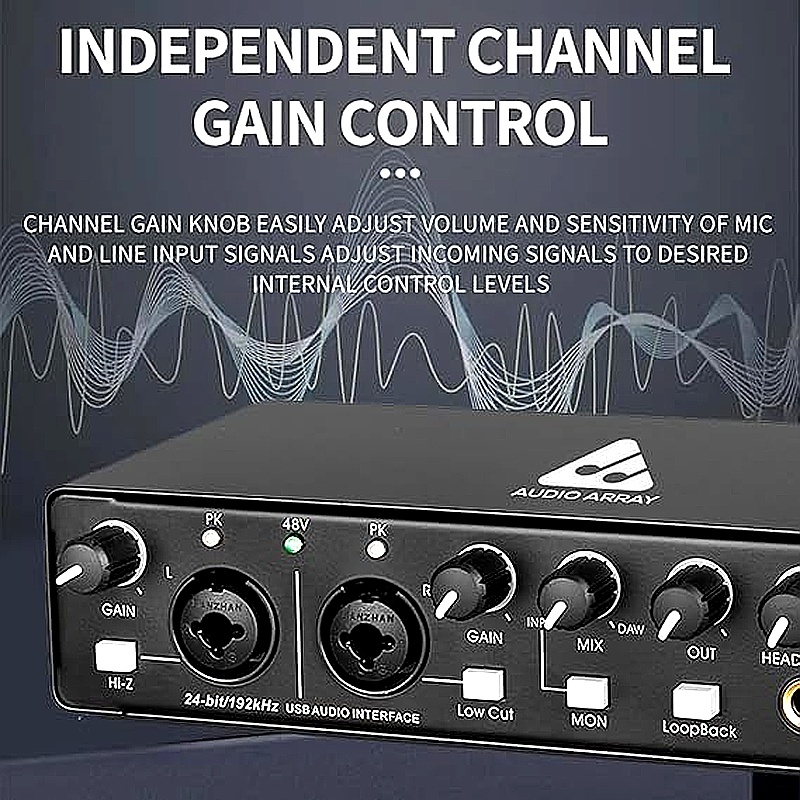 INDEPENDENT CHANNEL
GAIN CONTROL
CHANNEL GAIN KNOB EASILY ADJUST VOLUME AND SENSITIVITY OF MIC
AND LINE INPUT SIGNALS ADJUST INCOMING SIGNALS TO DESIRED
INTERNAL CONTROL LEVELS
AUDIO ARRAY
PK
48V
PK
L
R
GAIN
GAIN
INP
MIX
DAW
OUT
HEAD
HI-Z
24-bit/192kHz USB AUDIO INTERFACE
Low Cut
MON
LoopBack